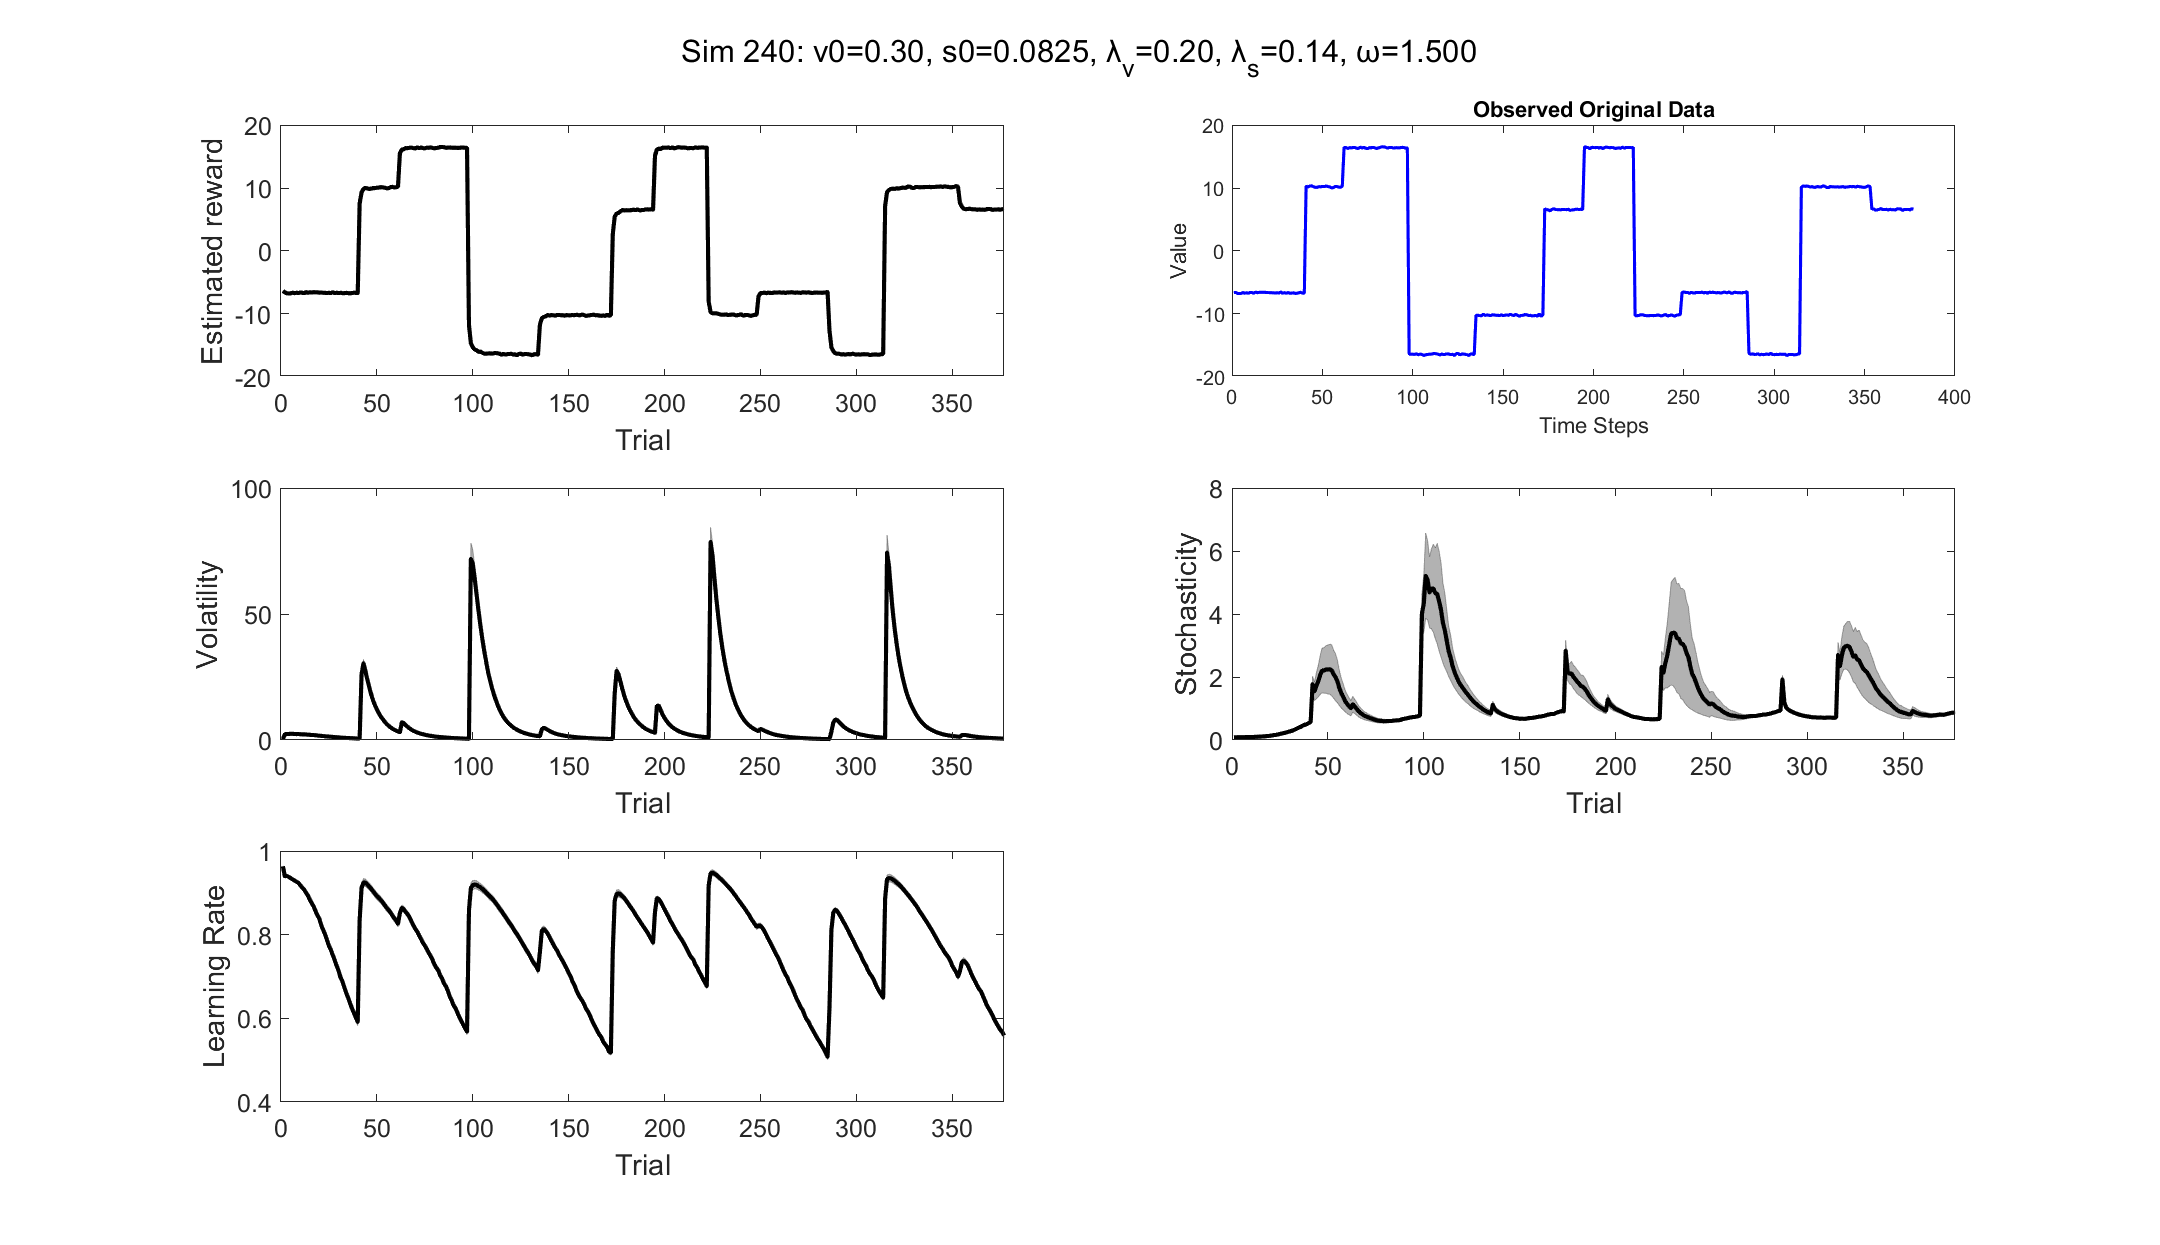 Sim 240: v0=0.30, s0=0.0825, λv=0.20, λs=0.14, ω=1.500
20
10
0
-10
-20
Estimated reward
0 50 100 150 200 250 300 350
Trial
Observed Original Data
20
10
0
-10
-20
Value
0 50 100 150 200 250 300 350 400
Time Steps
100
50
0
Volatility
0 50 100 150 200 250 300 350
Trial
8
6
4
2
0
Stochasticity
0 50 100 150 200 250 300 350
Trial
1
0.8
0.6
0.4
Learning Rate
0 50 100 150 200 250 300 350
Trial